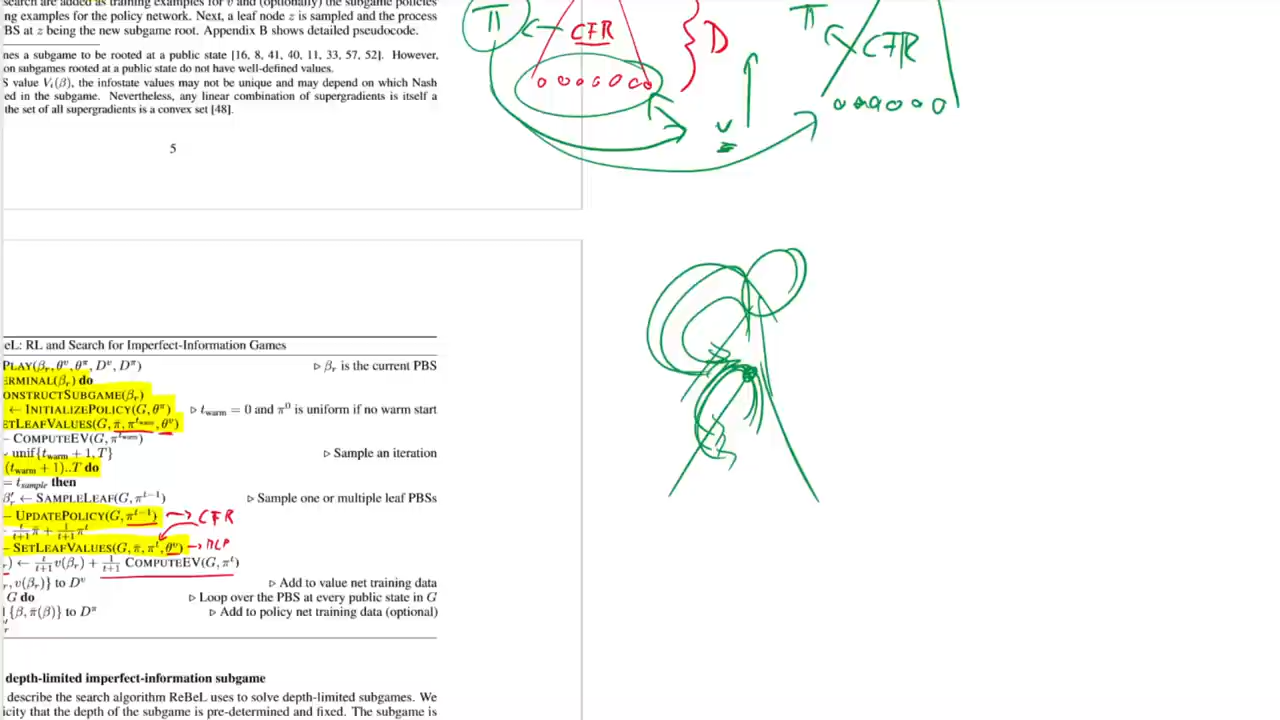 search are added as training examples for v and (optionally) the subgame policies
ng examples for the policy network. Next, a leaf node z is sampled and the process
BS at z being the new subgame root. Appendix B shows detailed pseudocode.
nes a subgame to be rooted at a public state [16, 8, 41, 40, 11, 33, 57, 52]. However,
on subgames rooted at a public state do not have well-defined values.
S value Vᵢ(β), the infostate values may not be unique and may depend on which Nash
ed in the subgame. Nevertheless, any linear combination of supergradients is itself a
the set of all supergradients is a convex set [48].
5
π CFR D
v
π CFR
eL: RL and Search for Imperfect-Information Games
PLAY(βᵣ, θᵛ, θ^π, Dᵛ, D^π) ▷ βᵣ is the current PBS
ERMINAL(βᵣ) do
ONSTRUCTSUBGAME(βᵣ)
← INITIALIZEPOLICY(G, θ^π) ▷ t_warm = 0 and π⁰ is uniform if no warm start
ETLEAFVALUES(G, π̄, π^{t_warm}, θᵛ)
– COMPUTEEV(G, π^{t_warm})
unif{t_warm + 1, T}
▷ Sample an iteration
(t_warm + 1)..T do
= t_sample then
βᵣ′ ← SAMPLELEAF(G, π^{t−1}) ▷ Sample one or multiple leaf PBSs
– UPDATEPOLICY(G, π^{t−1}) → CFR
t/(t+1) π̄ + 1/(t+1) π^t
– SETLEAFVALUES(G, π̄, π^t, θᵛ)
ᵣ) ← t/(t+1) v(βᵣ) + 1/(t+1) COMPUTEEV(G, π^t)
ᵣ, v(βᵣ)} to Dᵛ ▷ Add to value net training data
G do ▷ Loop over the PBS at every public state in G
{β, π̄(β)} to D^π ▷ Add to policy net training data (optional)
depth-limited imperfect-information subgame
describe the search algorithm ReBeL uses to solve depth-limited subgames. We
icity that the depth of the subgame is pre-determined and fixed. The subgame is